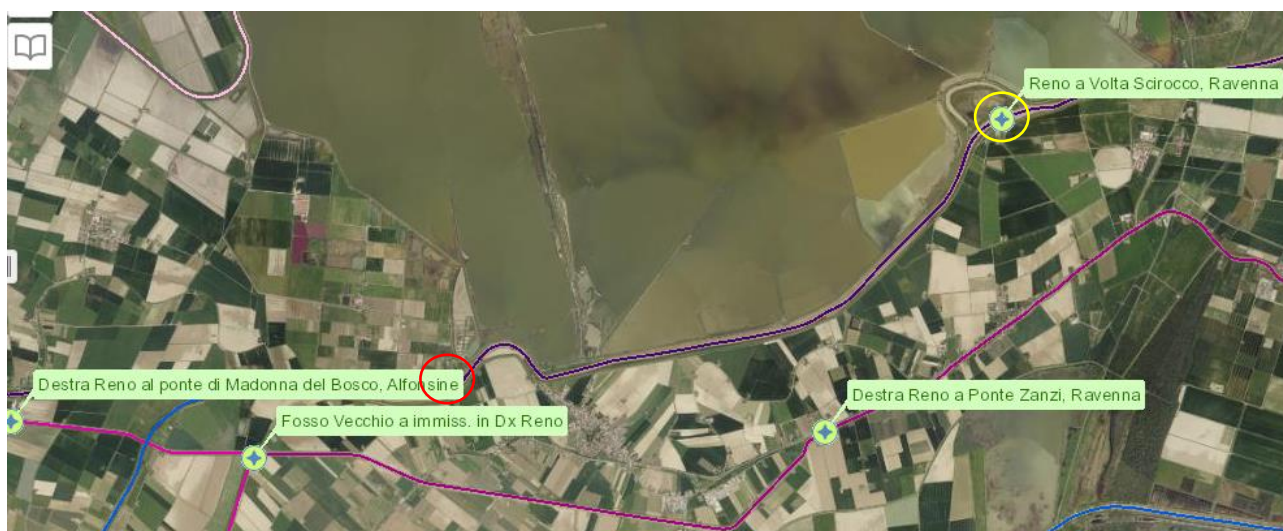 Reno a Volta Scirocco, Ravenna
Destra Reno al ponte di Madonna del Bosco, Alfonsine
Destra Reno a Ponte Zanzi, Ravenna
Fosso Vecchio a immiss. in Dx Reno